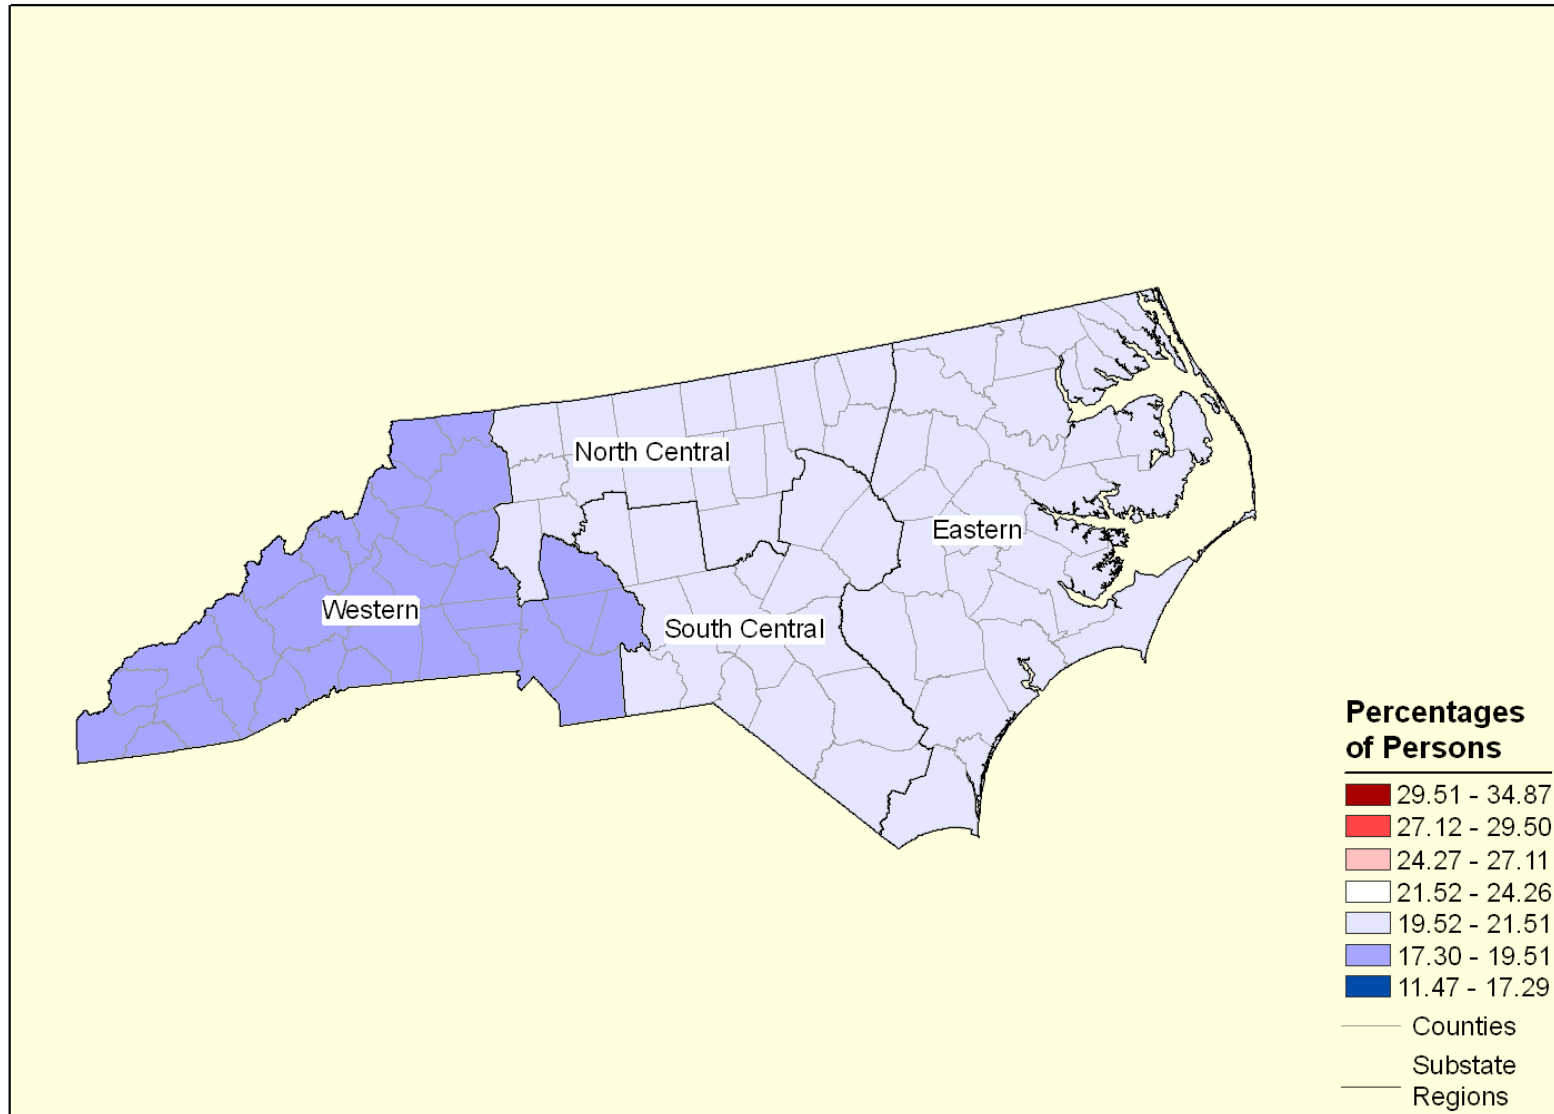 North Central
Eastern
Western
South Central
Percentages
of Persons
29.51 - 34.87
27.12 - 29.50
24.27 - 27.11
21.52 - 24.26
19.52 - 21.51
17.30 - 19.51
11.47 - 17.29
Counties
Substate
Regions